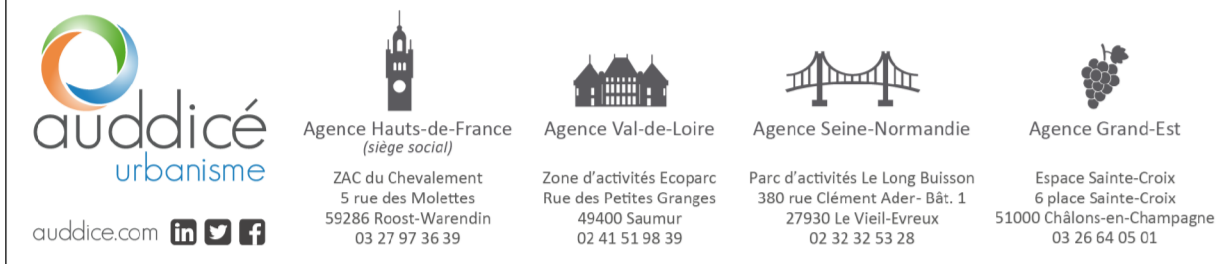 auddicé
urbanisme
auddice.com
Agence Hauts-de-France
(siège social)
ZAC du Chevalement
5 rue des Molettes
59286 Roost-Warendin
03 27 97 36 39
Agence Val-de-Loire
Zone d’activités Ecoparc
Rue des Petites Granges
49400 Saumur
02 41 51 98 39
Agence Seine-Normandie
Parc d’activités Le Long Buisson
380 rue Clément Ader- Bât. 1
27930 Le Vieil-Evreux
02 32 32 53 28
Agence Grand-Est
Espace Sainte-Croix
6 place Sainte-Croix
51000 Châlons-en-Champagne
03 26 64 05 01